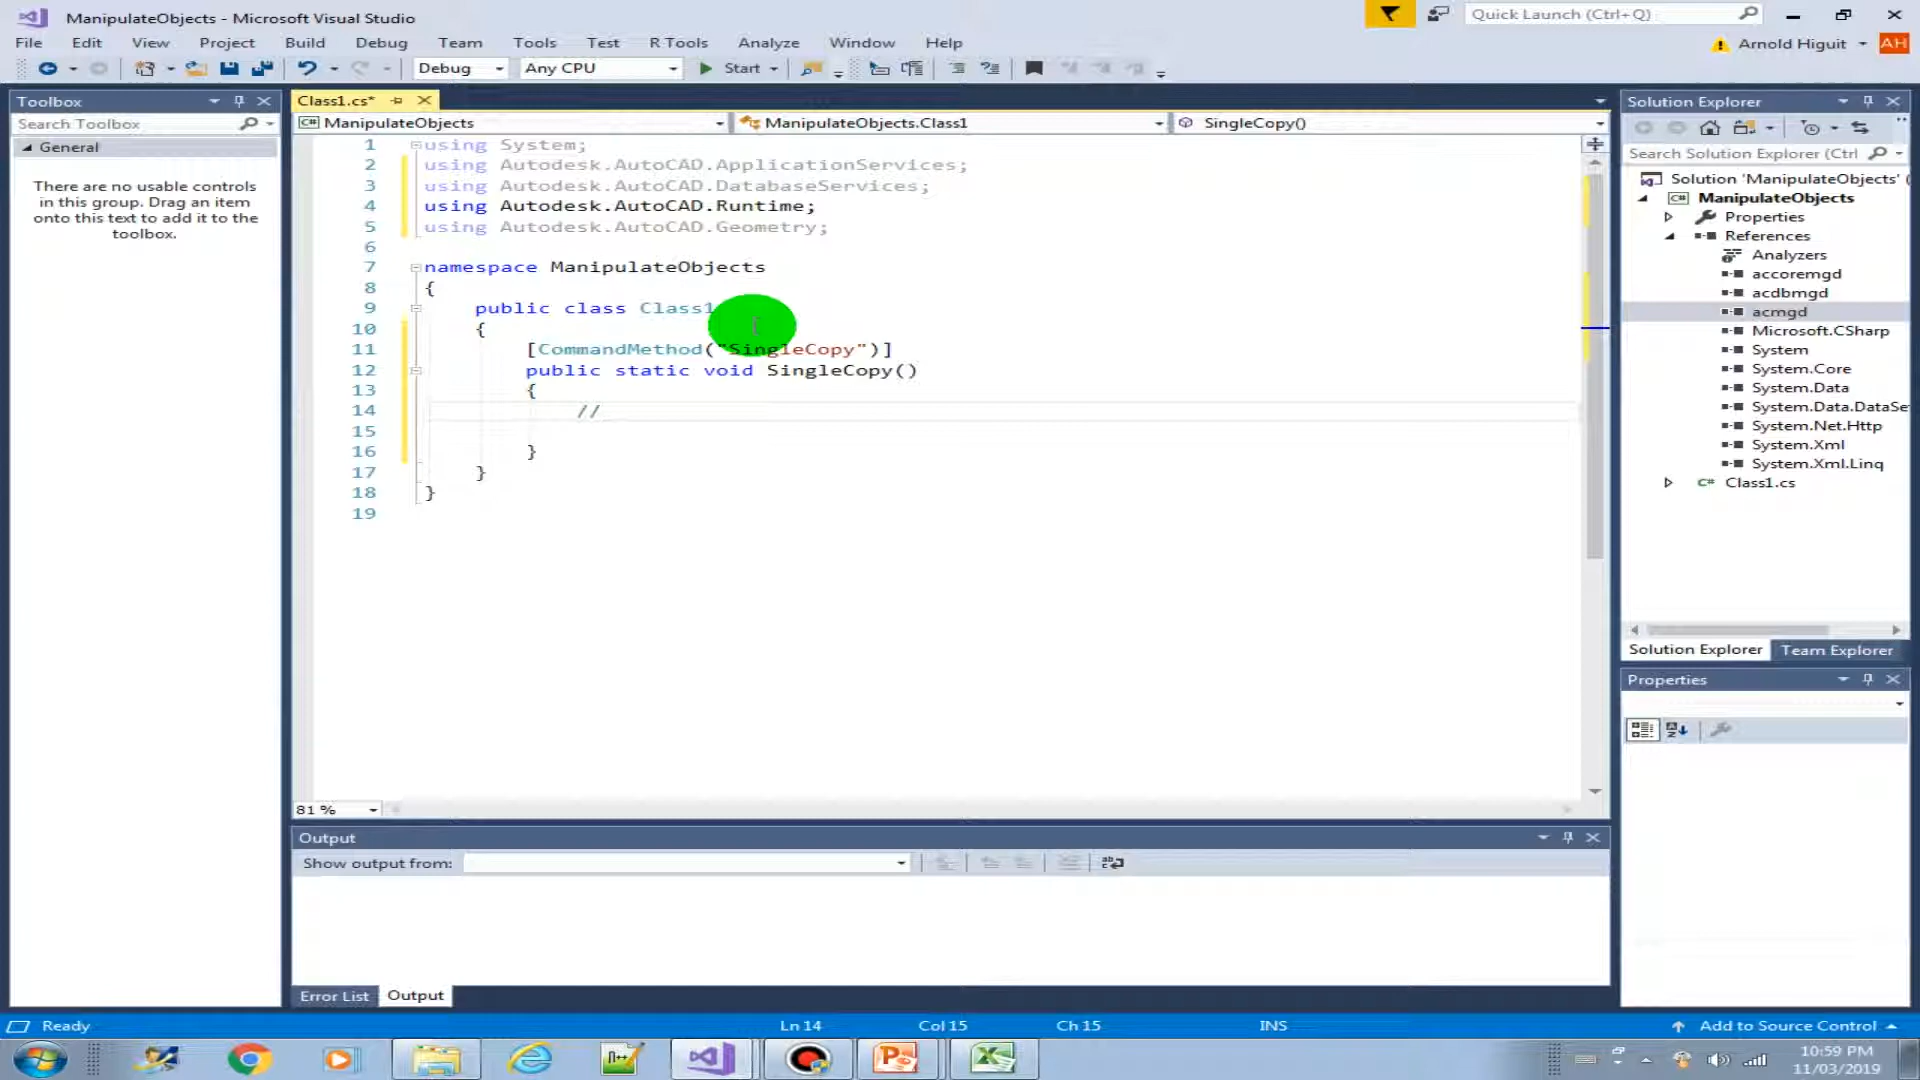 ManipulateObjects - Microsoft Visual Studio
Quick Launch (Ctrl+Q)
File Edit View Project Build Debug Team Tools Test R Tools Analyze Window Help
Arnold Higuit AH
Debug Any CPU Start
Toolbox
Search Toolbox
General
There are no usable controls
in this group. Drag an item
onto this text to add it to the
toolbox.
Class1.cs*
ManipulateObjects ManipulateObjects.Class1 SingleCopy()
1 using System;
2 using Autodesk.AutoCAD.ApplicationServices;
3 using Autodesk.AutoCAD.DatabaseServices;
4 using Autodesk.AutoCAD.Runtime;
5 using Autodesk.AutoCAD.Geometry;
6
7 namespace ManipulateObjects
8 {
9 public class Class1
10 {
11 [CommandMethod("SingleCopy")]
12 public static void SingleCopy()
13 {
14 //
15
16 }
17 }
18 }
19
81 %
Output
Show output from:
Error List Output
Solution Explorer
Search Solution Explorer (Ctrl
Solution 'ManipulateObjects' (
ManipulateObjects
Properties
References
Analyzers
accoremgd
acdbmgd
acmgd
Microsoft.CSharp
System
System.Core
System.Data
System.Data.DataSe
System.Net.Http
System.Xml
System.Xml.Linq
C# Class1.cs
Solution Explorer Team Explorer
Properties
Ready Ln 14 Col 15 Ch 15 INS Add to Source Control
10:59 PM
11/03/2019